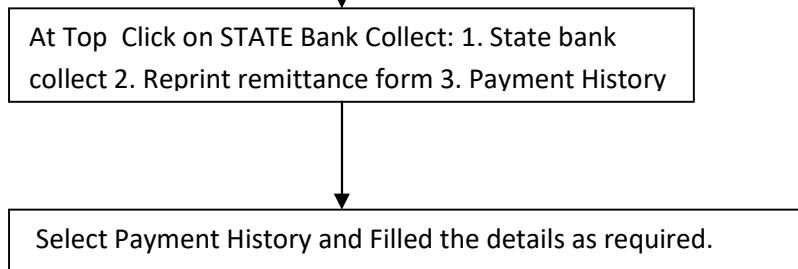 At Top Click on STATE Bank Collect: 1. State bank
collect 2. Reprint remittance form 3. Payment History
Select Payment History and Filled the details as required.